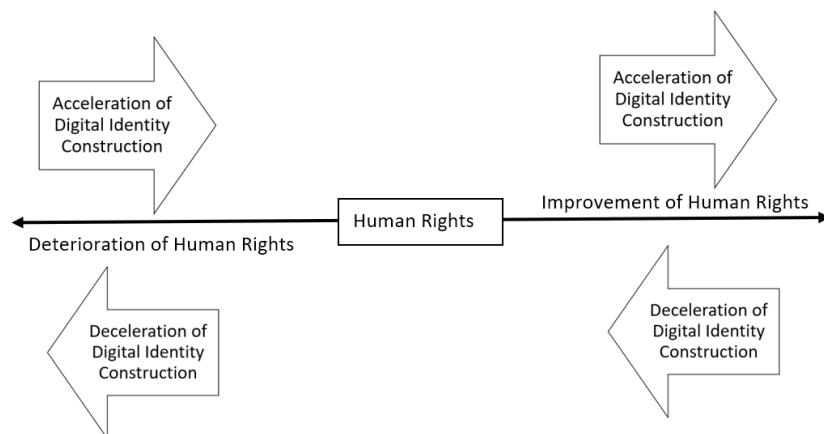 Acceleration of
Digital Identity
Construction
Acceleration of
Digital Identity
Construction
Improvement of Human Rights
Human Rights
Deterioration of Human Rights
Deceleration of
Digital Identity
Construction
Deceleration of
Digital Identity
Construction